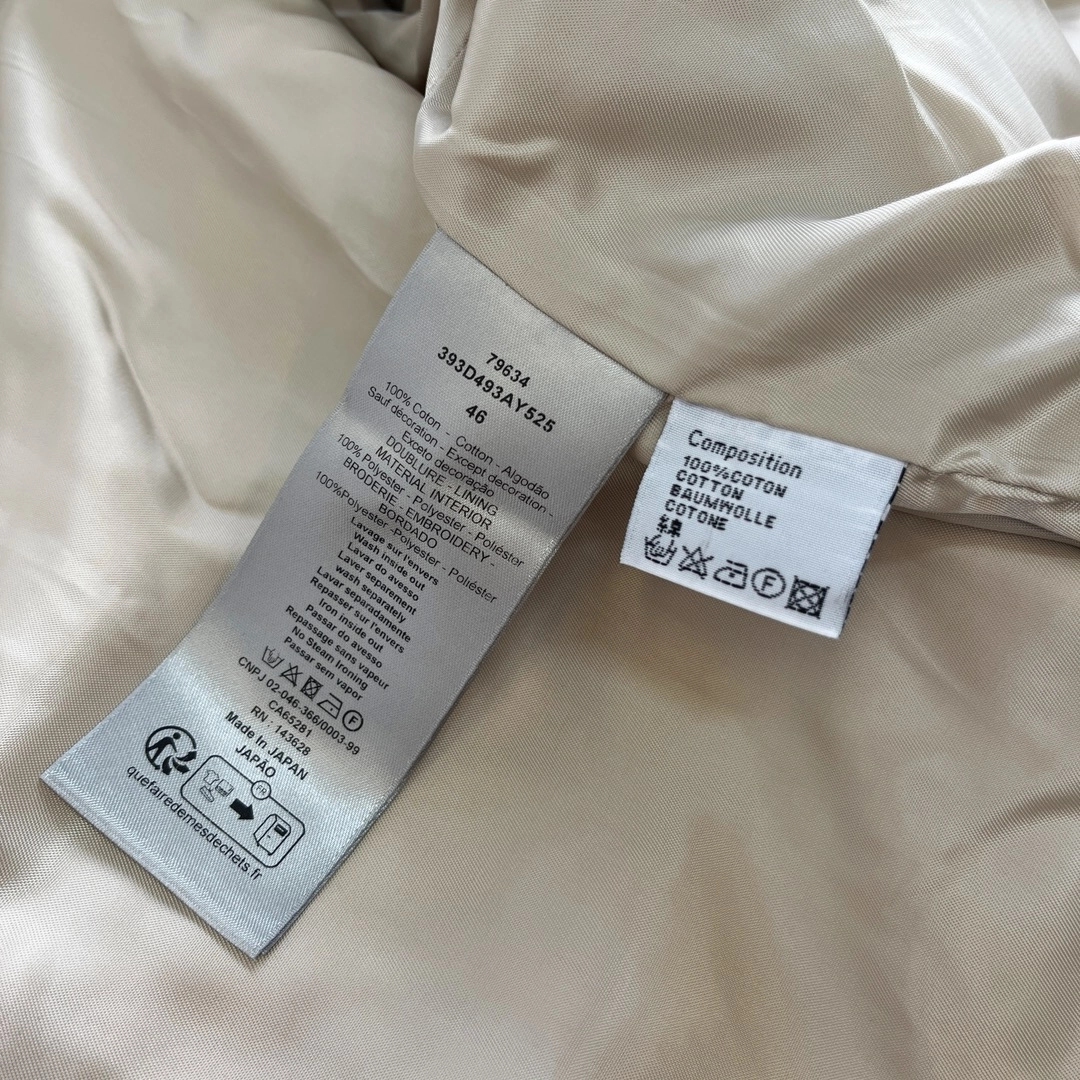 79634
393D493AY525
46
100% Coton - Cotton - Algodão
Sauf décoration - Except decoration -
Exceto decoração
DOUBLURE - LINING
MATERIAL INTERIOR
100% Polyester - Polyester - Poliéster
BRODERIE - EMBROIDERY -
BORDADO
100%Polyester -Polyester - Poliéster
Lavage sur l'envers
Wash inside out
Lavar do avesso
Laver separement
wash separately
Lavar separadamente
Repasser sur l'envers
Iron inside out
Passar do avesso
Repassage sans vapeur
No Steam Ironing
Passar sem vapor
F
CNPJ 02-046-366/0003-99
CA65281
RN : 143628
Made In JAPAN
JAPÃO
FR
quefairedemesdechets.fr
Composition
100%COTON
COTTON
BAUMWOLLE
COTONE
綿
F